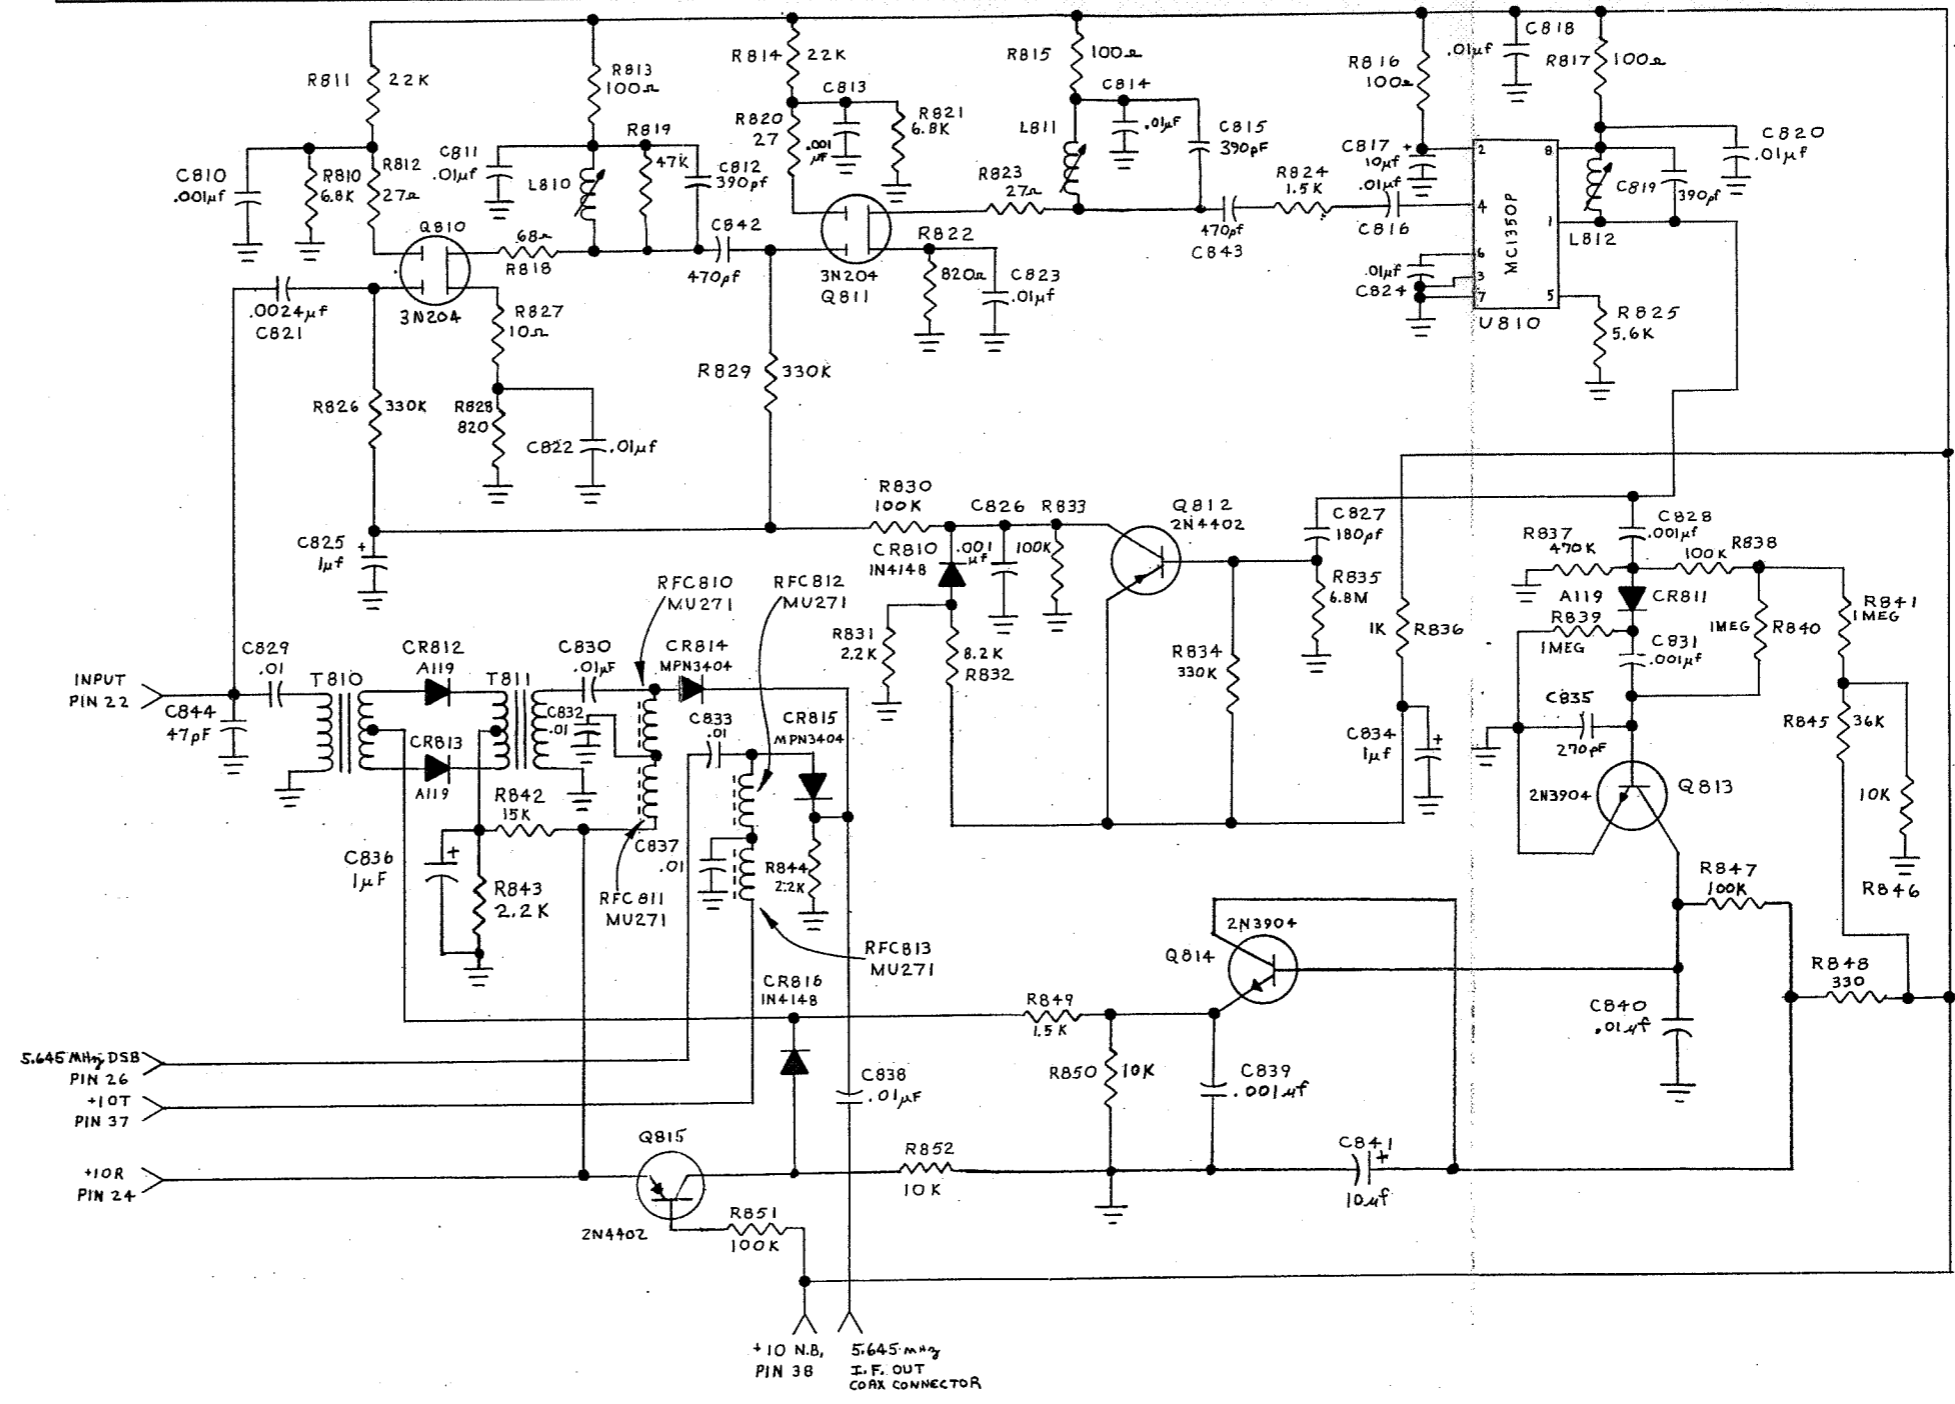 R811
22K
R813
100Ω
R814
22K
C813
R820
27
.001
µF
R821
6.8K
R815
100Ω
C814
.01µF
L811
C815
390pF
R816
100Ω
C818
.01µf
R817
100Ω
C820
.01µf
C810
.001µf
R810
6.8K
R812
27Ω
C811
.01µf
R819
47K
L810
C812
390pf
C817
+
10µf
.01µf
C816
R824
1.5K
R823
27Ω
470pf
C843
2
8
4
1
6
3
7
5
MC1350P
U810
C819
390pf
L812
.01µf
C824
R825
5.6K
Q810
3N204
68Ω
R818
C842
470pf
3N204
Q811
R822
820Ω
C823
.01µf
.0024µf
C821
R827
10Ω
R826
330K
R828
820
C822
.01µf
R829
330K
C825
+
1µf
R830
100K
C826
.001
µf
R833
100K
CR810
1N4148
Q812
2N4402
C827
180pf
R835
6.8M
R834
330K
R831
2.2K
8.2K
R832
1K
R836
C834
1µf
+
R837
470K
C828
.001µf
100K
R838
A119
CR811
R839
1MEG
1MEG
R840
R841
1MEG
C831
.001µf
C835
270pF
R845
36K
10K
R846
2N3904
Q813
RFC810
MU271
RFC812
MU271
INPUT
PIN 22
C829
.01
C844
47pF
T810
CR812
A119
CR813
A119
T811
C830
.01µF
C832
.01
CR814
MPN3404
C833
.01
CR815
MPN3404
R842
15K
C836
1µF
+
R843
2.2K
RFC811
MU271
C837
.01
R844
2.2K
RFC813
MU271
CR816
1N4148
R847
100K
2N3904
Q814
R848
330
C840
.01µf
R849
1.5K
R850
10K
C839
.001µf
5.645 MHz DSB
PIN 26
+10T
PIN 37
+10R
PIN 24
C838
.01µF
Q815
2N4402
R852
10K
C841
+
10µf
R851
100K
+10 N.B,
PIN 38
5.645 mHz
I.F. OUT
COAX CONNECTOR